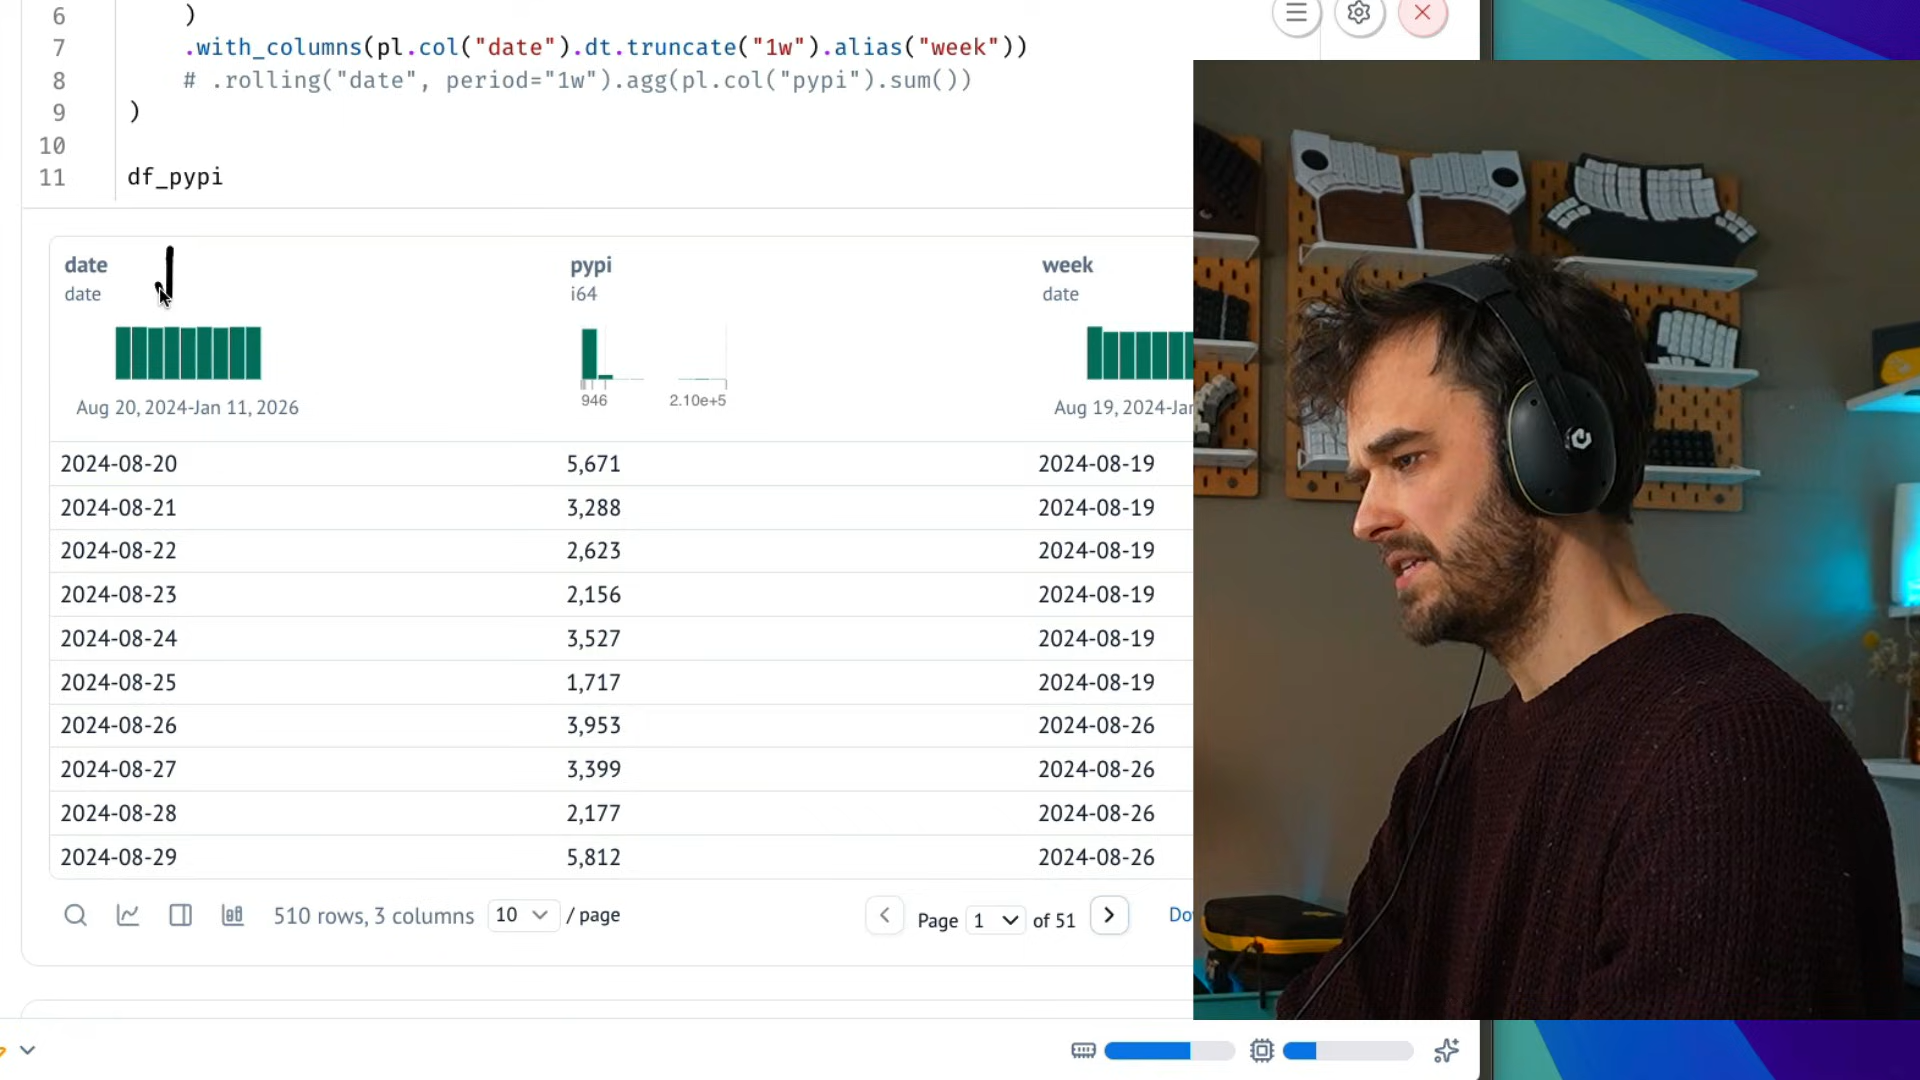 6 )
7 .with_columns(pl.col("date").dt.truncate("1w").alias("week"))
8 # .rolling("date", period="1w").agg(pl.col("pypi").sum())
9 )
10
11 df_pypi
date pypi week
date i64 date
946 2.10e+5
Aug 20, 2024-Jan 11, 2026 Aug 19, 2024-Jan
2024-08-20 5,671 2024-08-19
2024-08-21 3,288 2024-08-19
2024-08-22 2,623 2024-08-19
2024-08-23 2,156 2024-08-19
2024-08-24 3,527 2024-08-19
2024-08-25 1,717 2024-08-19
2024-08-26 3,953 2024-08-26
2024-08-27 3,399 2024-08-26
2024-08-28 2,177 2024-08-26
2024-08-29 5,812 2024-08-26
510 rows, 3 columns 10 / page Page 1 of 51 Do